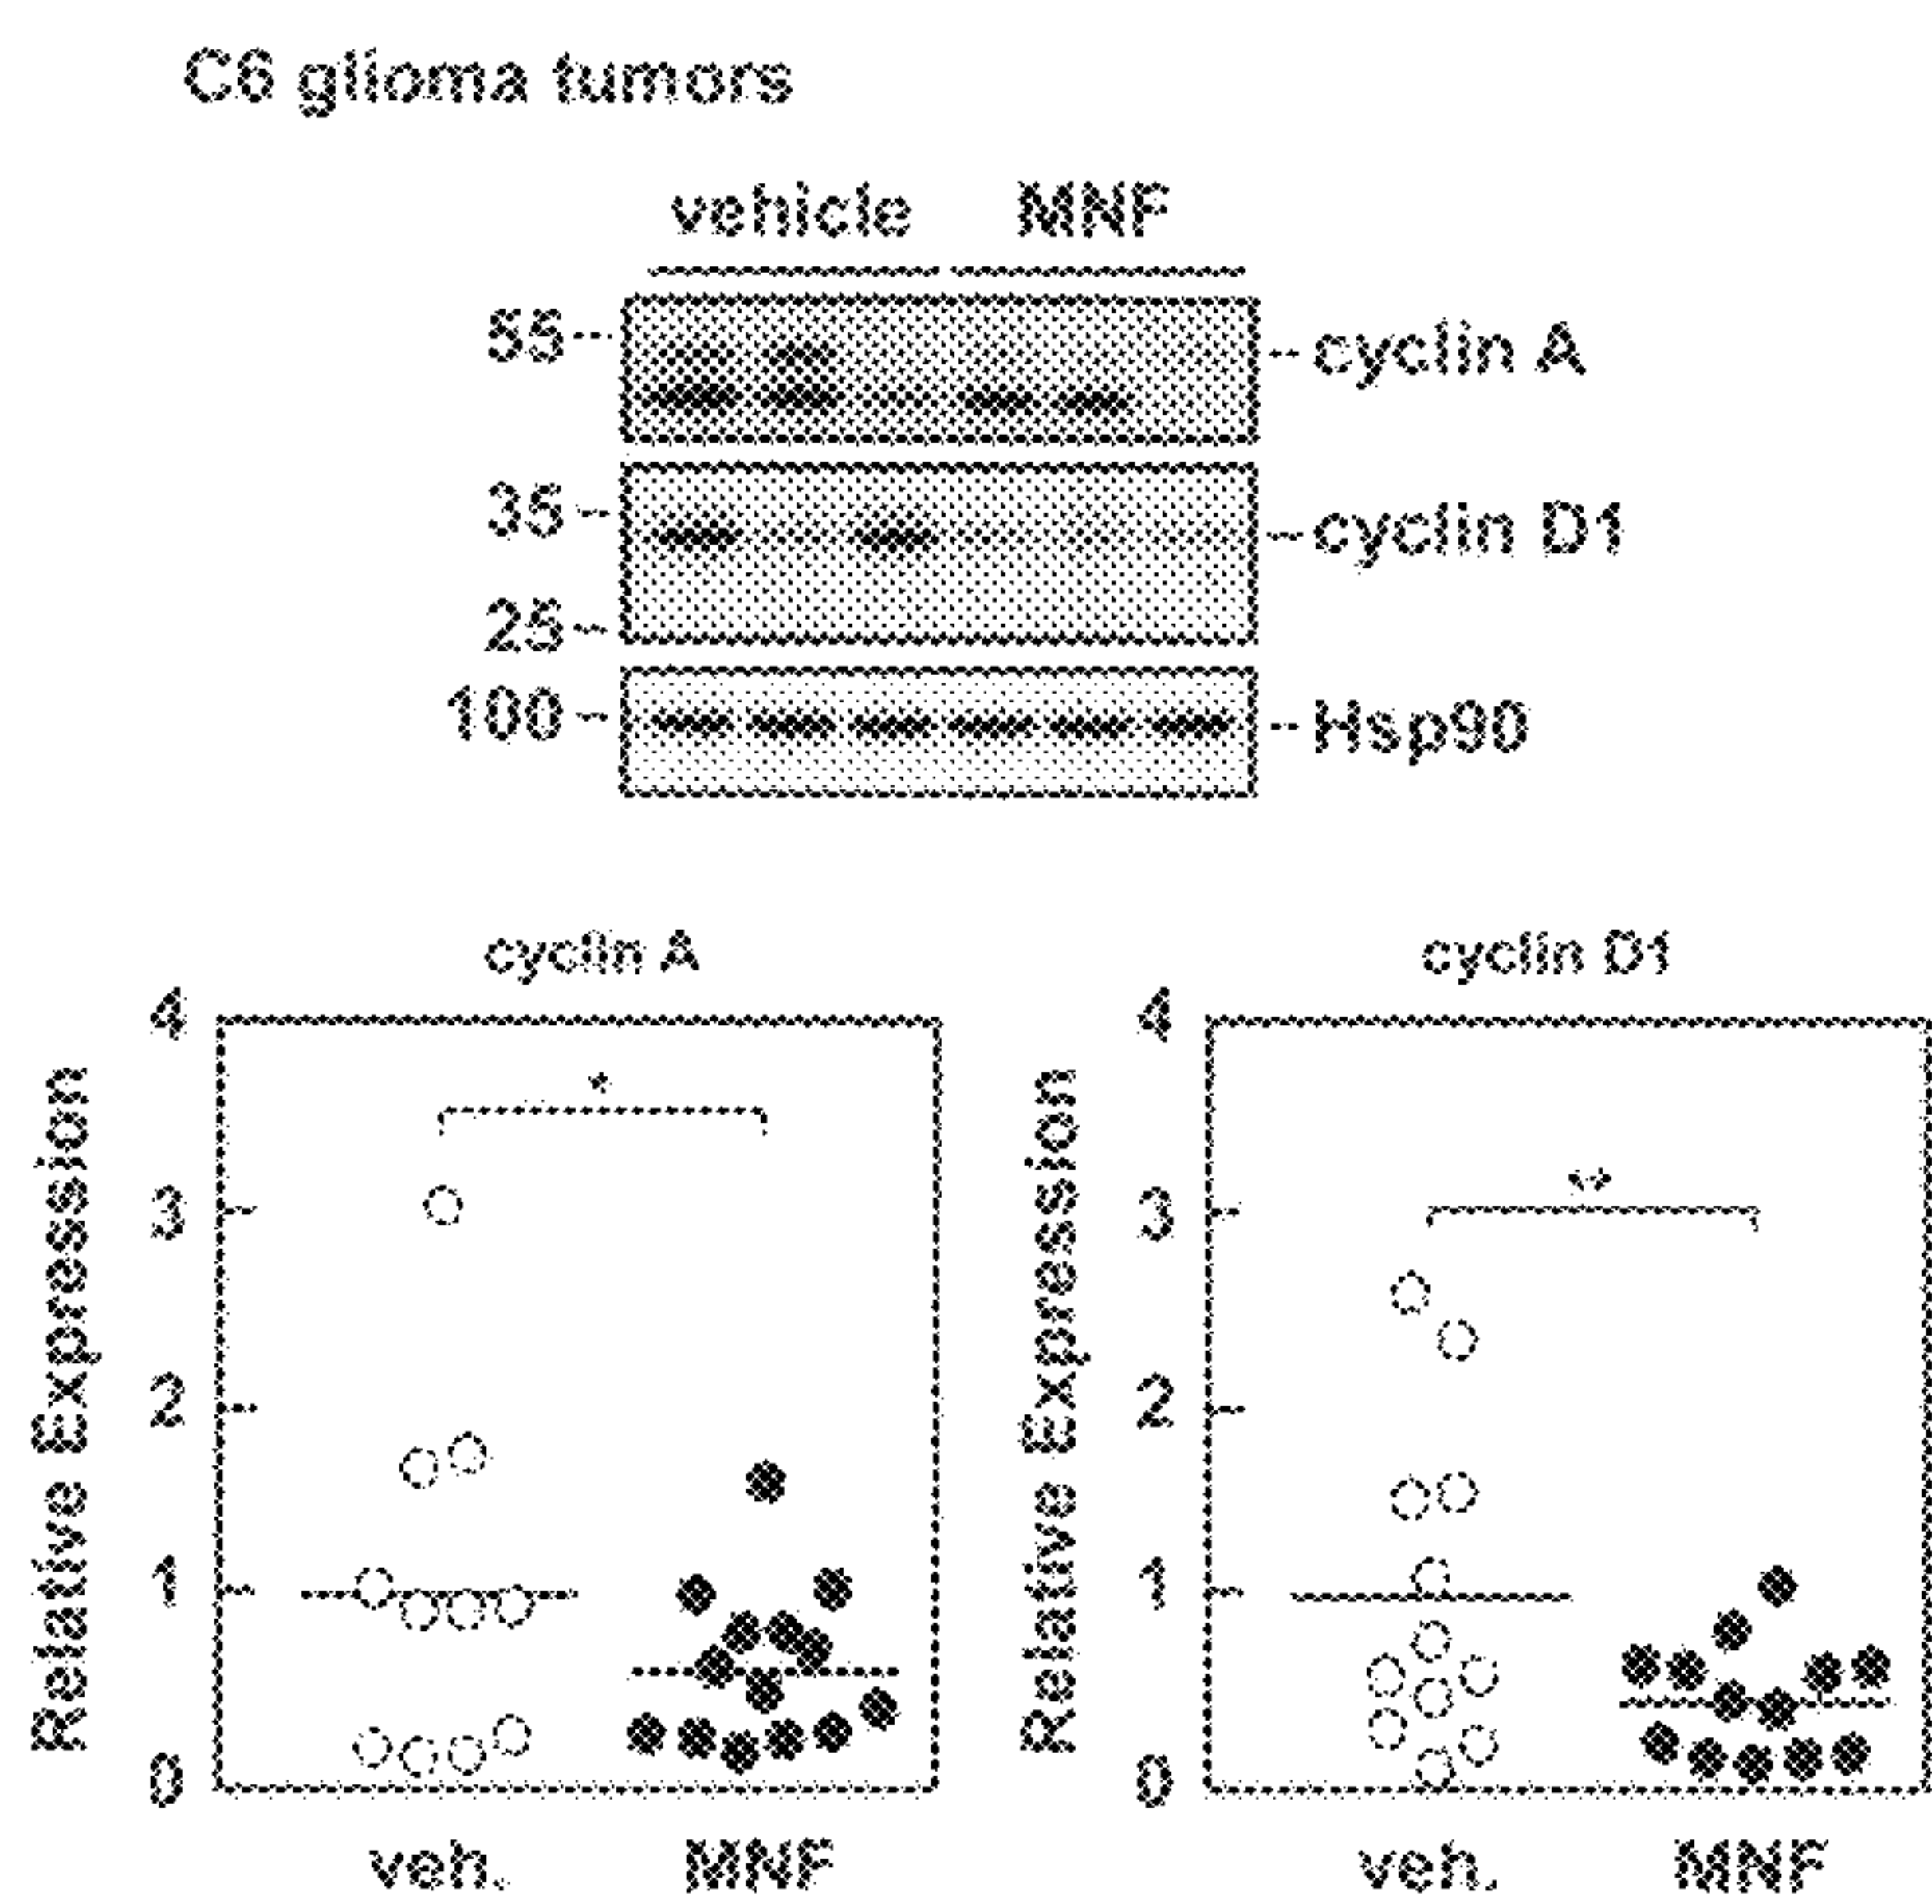 C6 glioma tumors
vehicle MNF
55 cyclin A
35 cyclin D1
25
100 Hsp90
cyclin A
4
*
3
2
1
0
Relative Expression
veh. MNF
cyclin D1
4
**
3
2
1
0
Relative Expression
veh. MNF